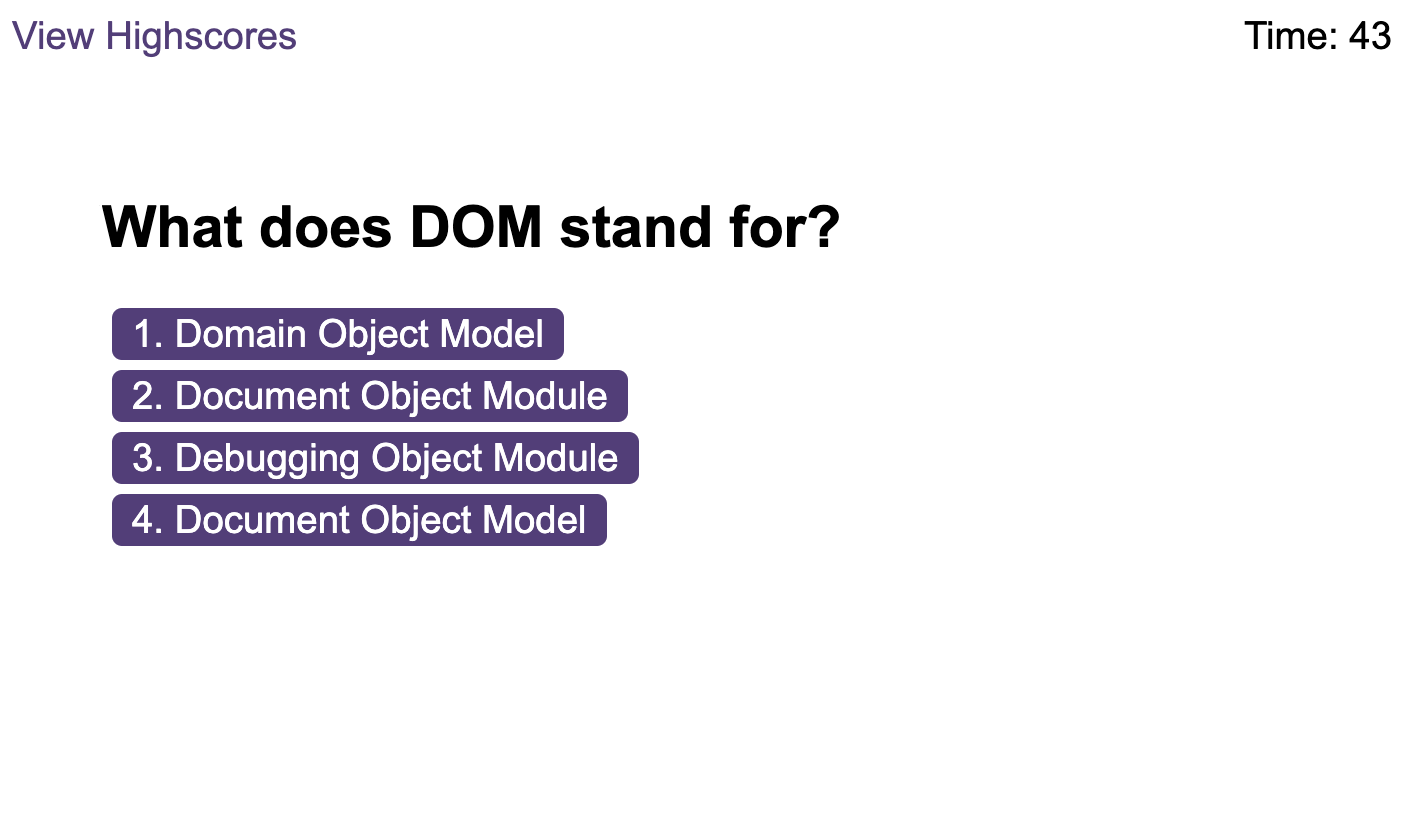 View Highscores
Time: 43
What does DOM stand for?
1. Domain Object Model
2. Document Object Module
3. Debugging Object Module
4. Document Object Model